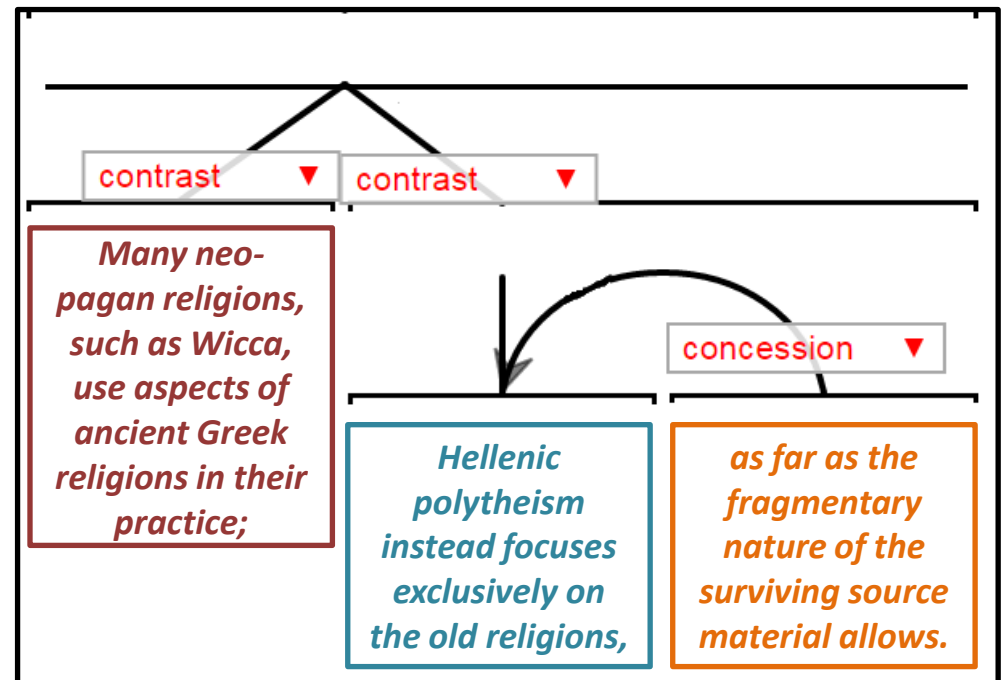 contrast ▼
contrast ▼
Many neo-
pagan religions,
such as Wicca,
use aspects of
ancient Greek
religions in their
practice;
concession ▼
Hellenic
polytheism
instead focuses
exclusively on
the old religions,
as far as the
fragmentary
nature of the
surviving source
material allows.